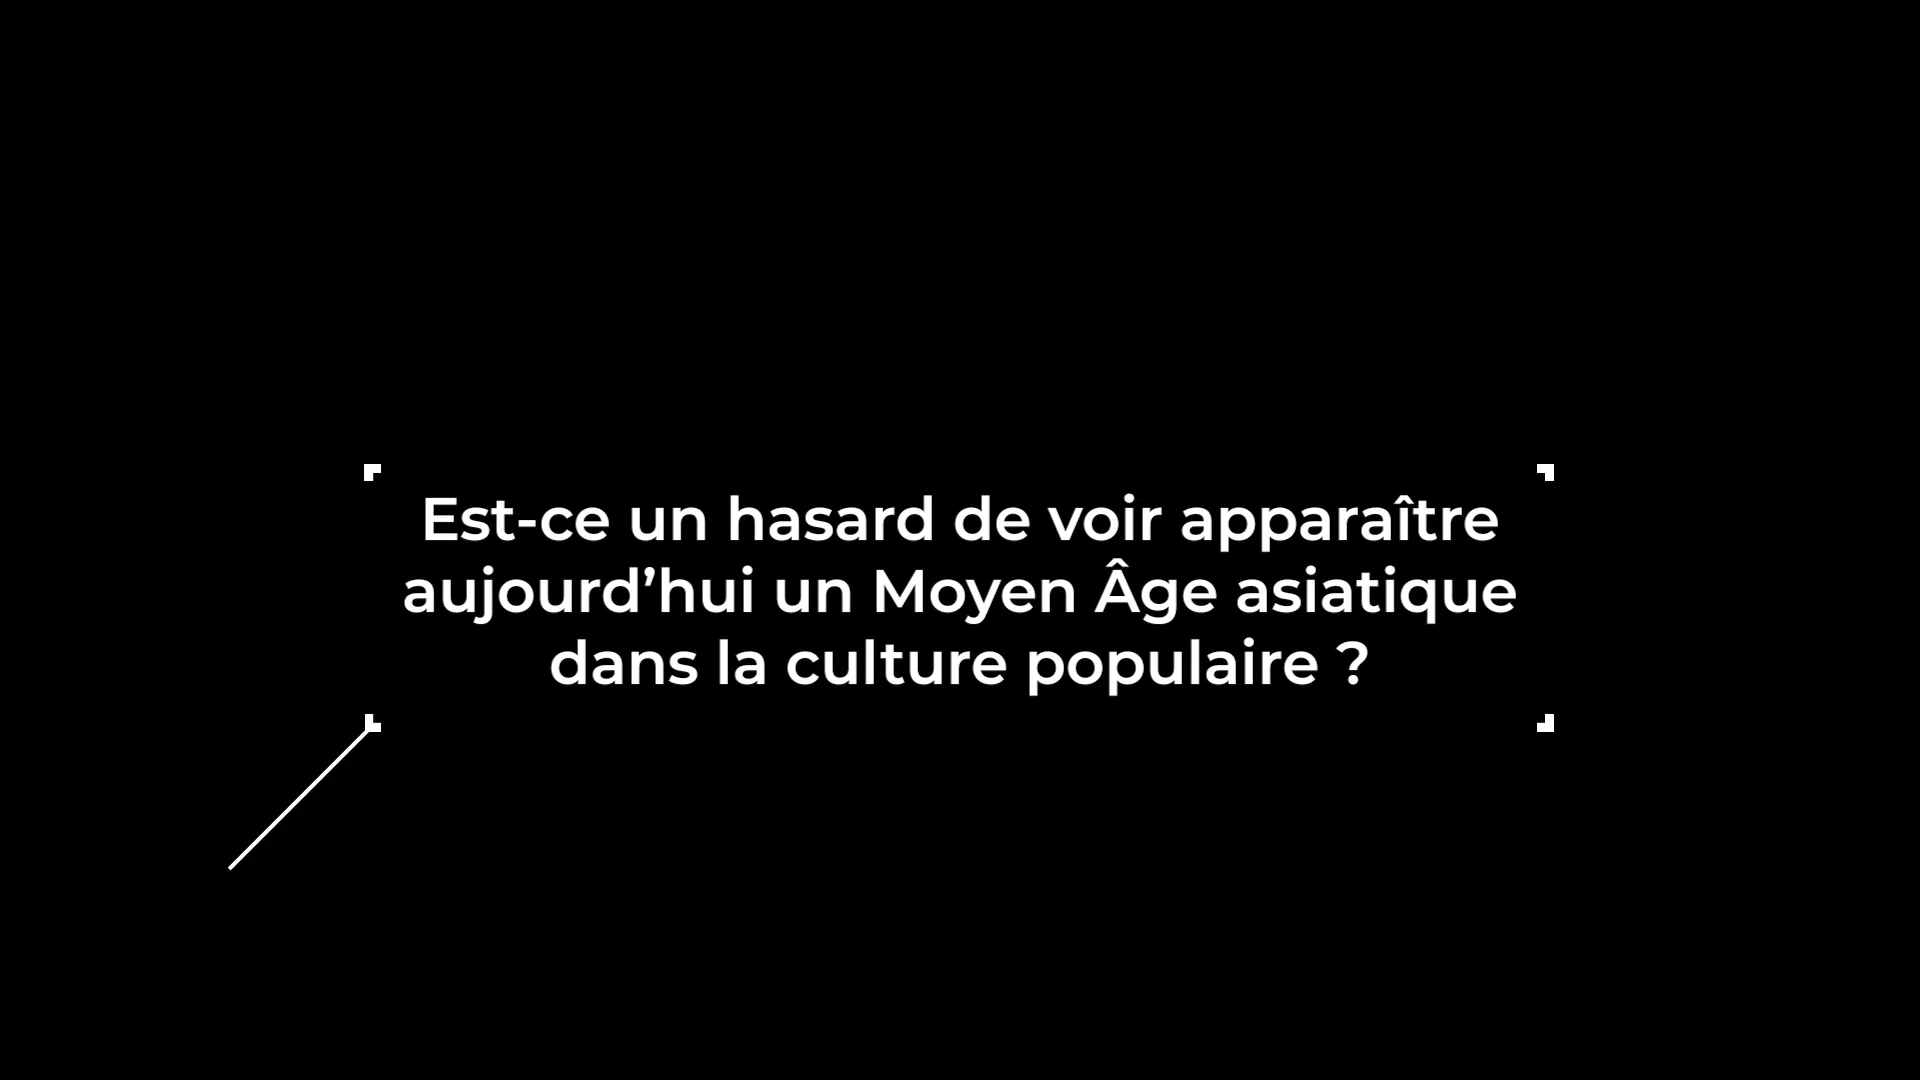 Est-ce un hasard de voir apparaître
aujourd’hui un Moyen Âge asiatique
dans la culture populaire ?